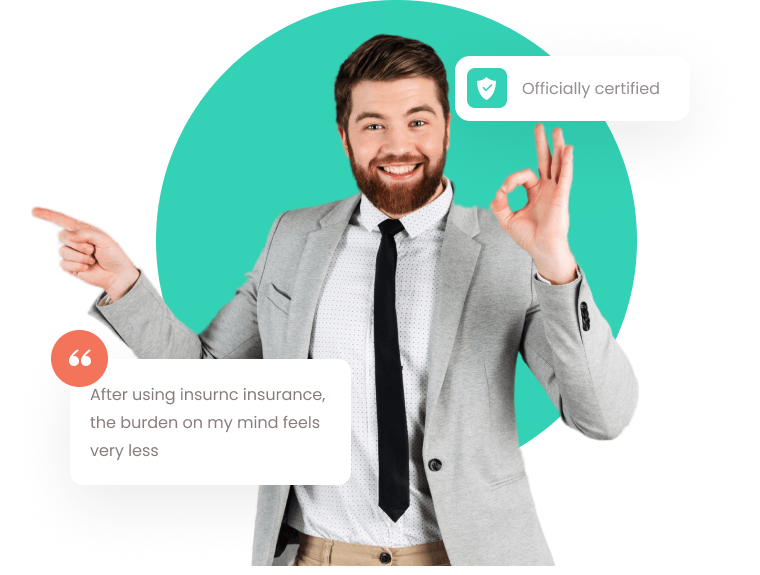 Officially certified
After using insurnc insurance,
the burden on my mind feels
very less